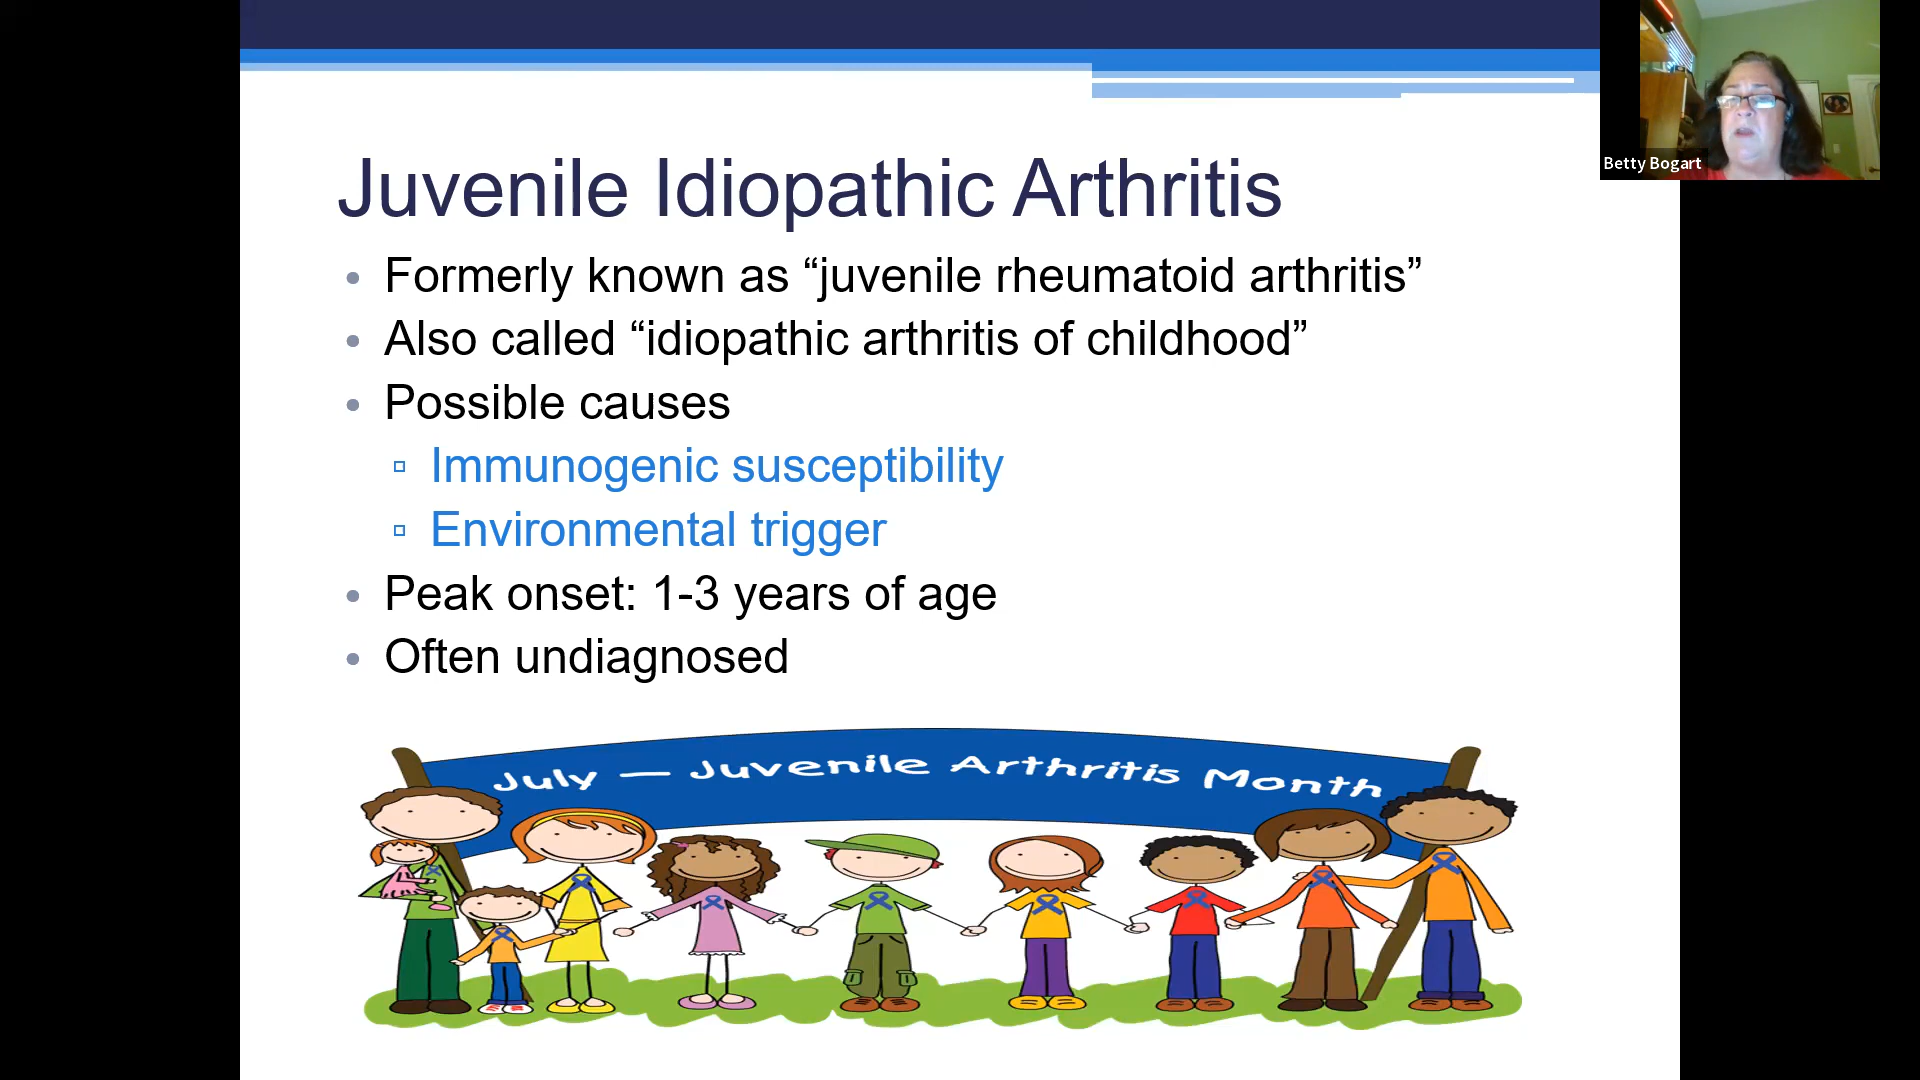 Betty Bogart
Juvenile Idiopathic Arthritis
• Formerly known as “juvenile rheumatoid arthritis”
• Also called “idiopathic arthritis of childhood”
• Possible causes
▫ Immunogenic susceptibility
▫ Environmental trigger
• Peak onset: 1-3 years of age
• Often undiagnosed
July — Juvenile Arthritis Month